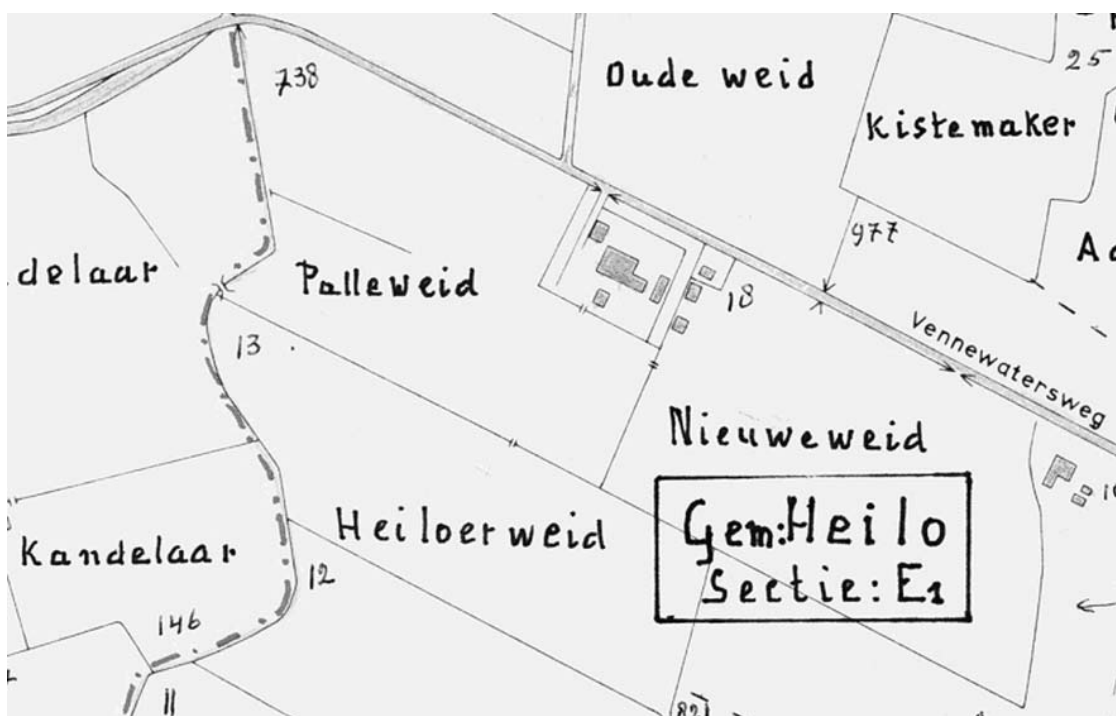 25
738
Oude weid
Kistemaker
977
delaar
Palleweid
18
13
Vennewatersweg
Nieuweweid
Heiloerweid
Gem: Heilo
Sectie: E1
Kandelaar
12
146
11
821